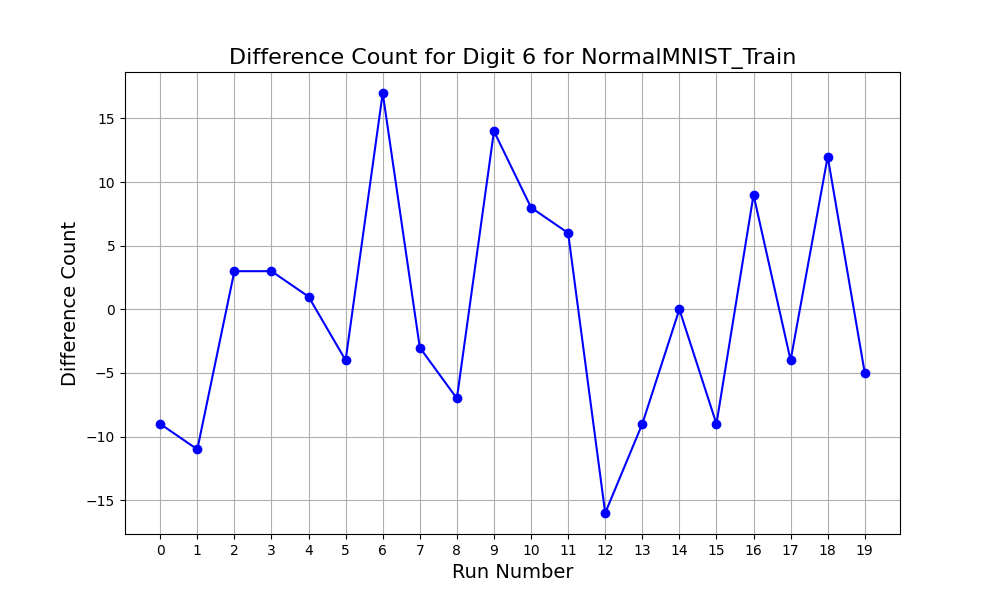 Difference Count for Digit 6 for NormalMNIST_Train
15
10
5
0
−5
−10
−15
Difference Count
0 1 2 3 4 5 6 7 8 9 10 11 12 13 14 15 16 17 18 19
Run Number